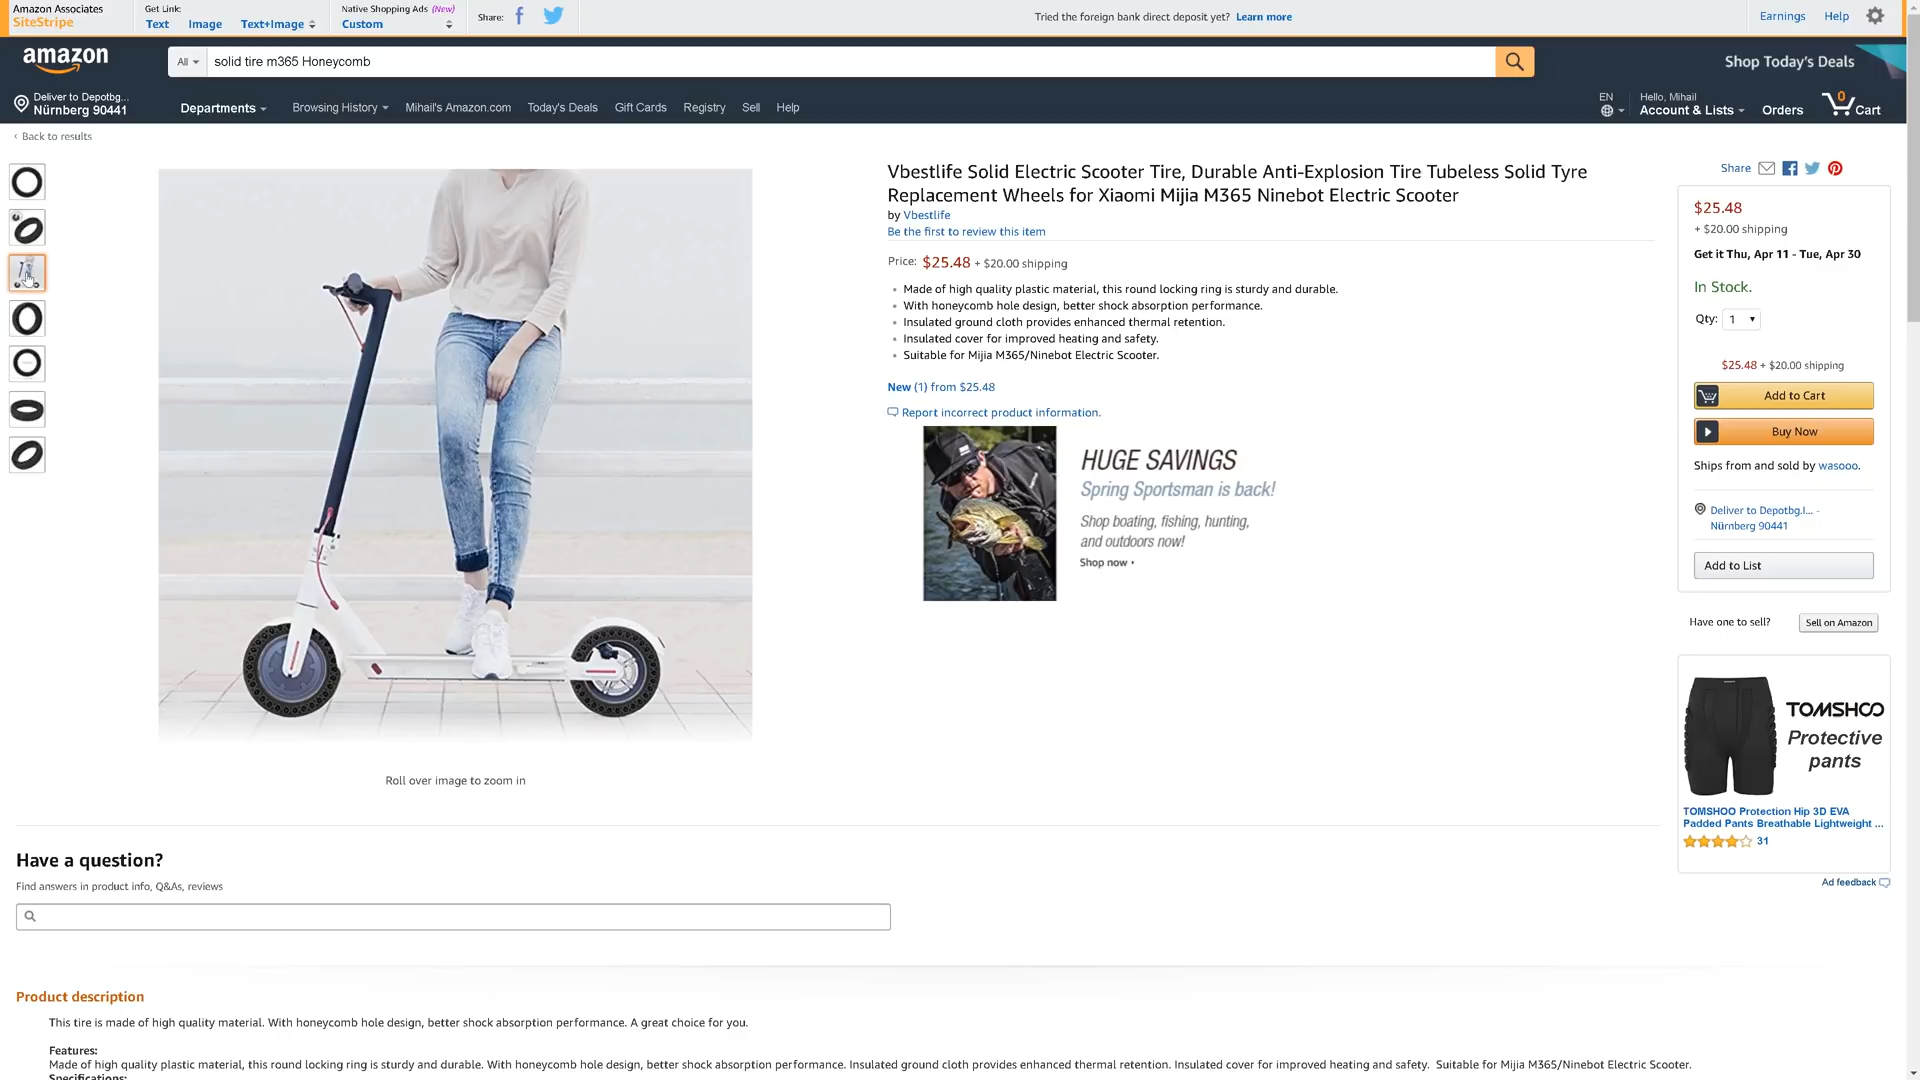 Amazon Associates
SiteStripe
Get Link:
Text Image Text+Image
Native Shopping Ads (New)
Custom
Share:
Tried the foreign bank direct deposit yet? Learn more
Earnings Help
amazon
All
solid tire m365 Honeycomb
Shop Today's Deals
Deliver to Depotbg...
Nürnberg 90441
Departments
Browsing History
Mihail's Amazon.com
Today's Deals
Gift Cards
Registry
Sell
Help
EN
Hello, Mihail
Account & Lists
Orders
0
Cart
‹ Back to results
Vbestlife Solid Electric Scooter Tire, Durable Anti-Explosion Tire Tubeless Solid Tyre
Replacement Wheels for Xiaomi Mijia M365 Ninebot Electric Scooter
by Vbestlife
Be the first to review this item
Price: $25.48 + $20.00 shipping
• Made of high quality plastic material, this round locking ring is sturdy and durable.
• With honeycomb hole design, better shock absorption performance.
• Insulated ground cloth provides enhanced thermal retention.
• Insulated cover for improved heating and safety.
• Suitable for Mijia M365/Ninebot Electric Scooter.
New (1) from $25.48
Report incorrect product information.
HUGE SAVINGS
Spring Sportsman is back!
Shop boating, fishing, hunting,
and outdoors now!
Shop now ›
Roll over image to zoom in
Share
$25.48
+ $20.00 shipping
Get it Thu, Apr 11 - Tue, Apr 30
In Stock.
Qty: 1
$25.48 + $20.00 shipping
Add to Cart
Buy Now
Ships from and sold by wasooo.
Deliver to Depotbg.I... -
Nürnberg 90441
Add to List
Have one to sell? Sell on Amazon
TOMSHOO
Protective
pants
TOMSHOO Protection Hip 3D EVA
Padded Pants Breathable Lightweight ...
31
Ad feedback
Have a question?
Find answers in product info, Q&As, reviews
Product description
This tire is made of high quality material. With honeycomb hole design, better shock absorption performance. A great choice for you.
Features:
Made of high quality plastic material, this round locking ring is sturdy and durable. With honeycomb hole design, better shock absorption performance. Insulated ground cloth provides enhanced thermal retention. Insulated cover for improved heating and safety. Suitable for Mijia M365/Ninebot Electric Scooter.
Specifications: